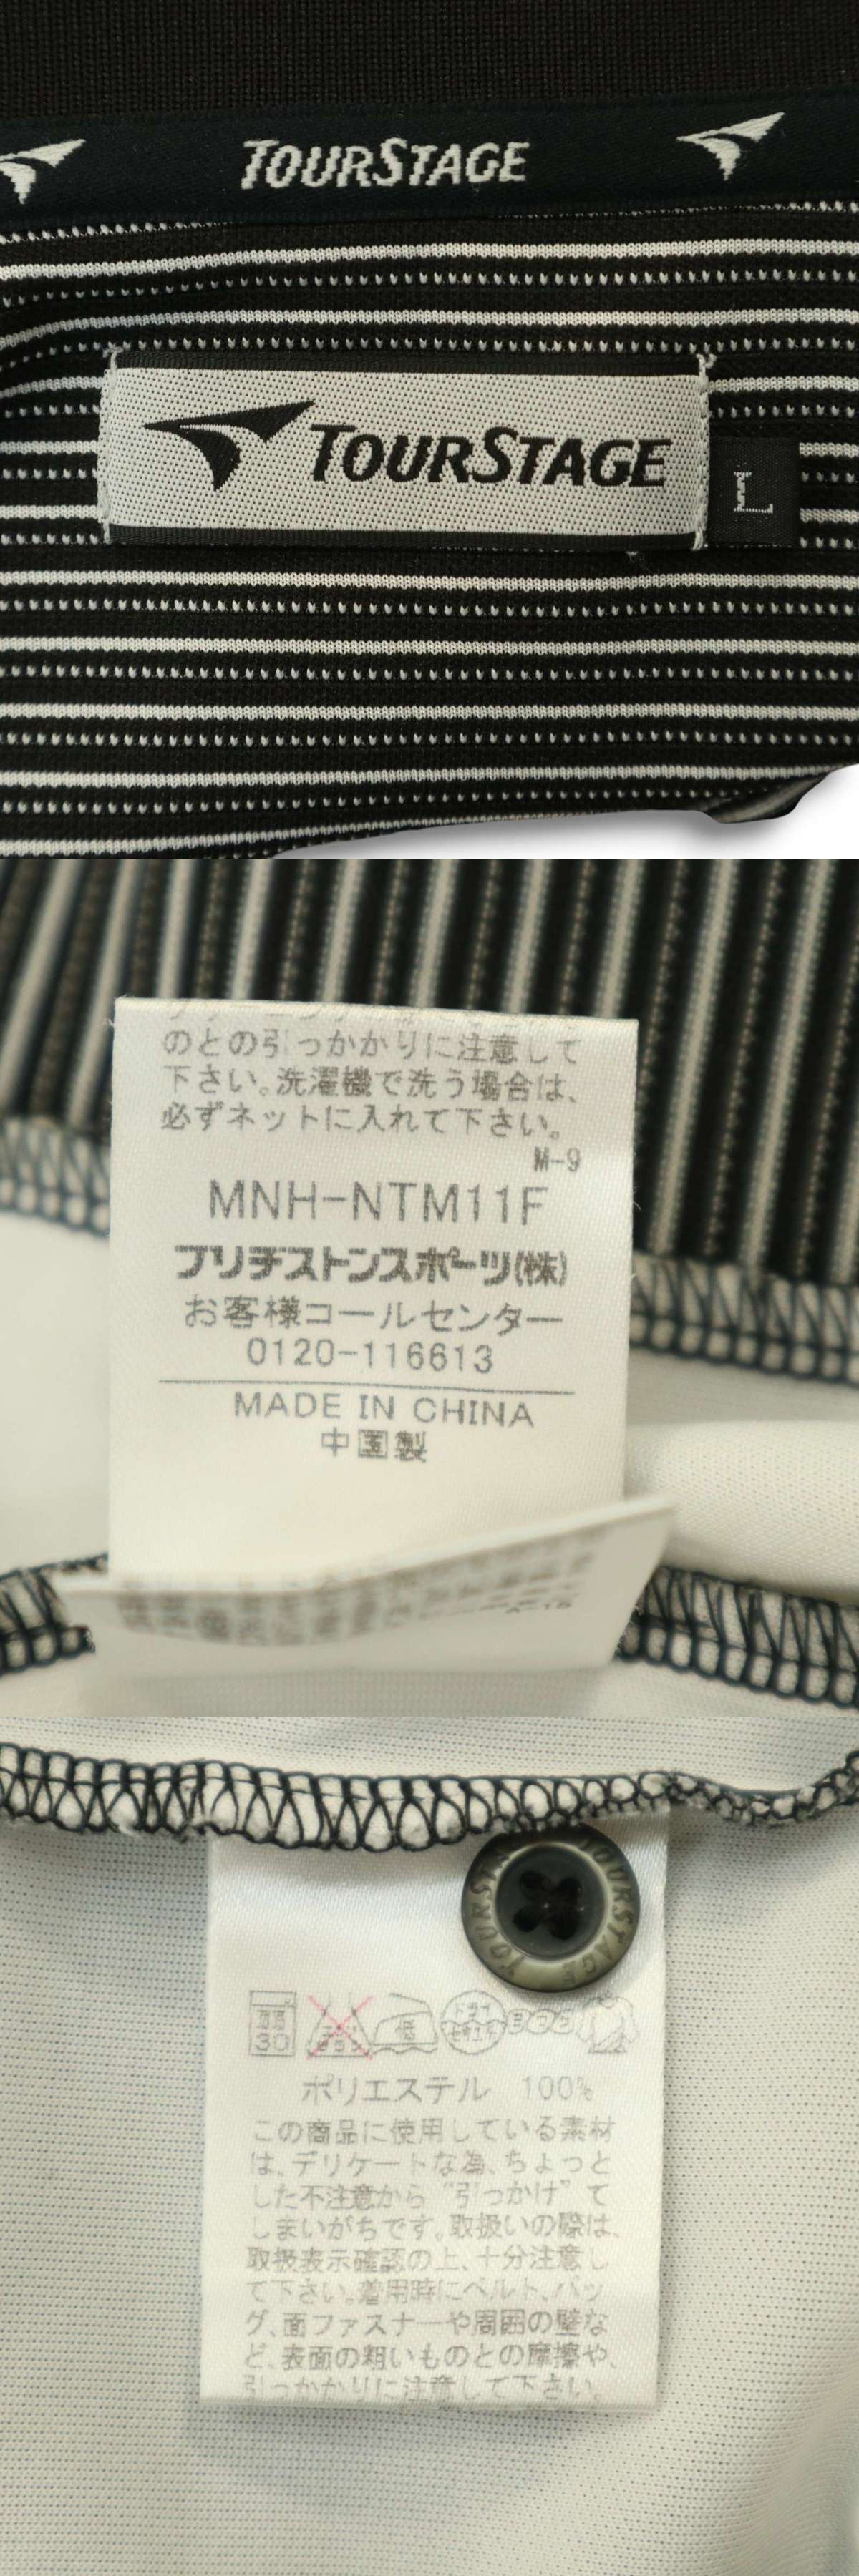 TOURSTAGE
TOURSTAGE
L
のとの引っかかりに注意して
下さい。洗濯機で洗う場合は、
必ずネットに入れて下さい。
M-9
MNH-NTM11F
ブリヂストンスポーツ(株)
お客様コールセンター
0120-116613
MADE IN CHINA
中国製
A-15
TOURSTAGE
30
低
ドライ
ポリエステル 100%
この商品に使用している素材
は、デリケートな為、ちょっと
した不注意から“引っかけ”て
しまいがちです。取扱いの際は、
取扱表示確認の上、十分注意し
て下さい。着用時にベルト、バッ
グ、面ファスナーや周囲の壁な
ど、表面の粗いものとの摩擦や、
引っかかりに注意して下さい。